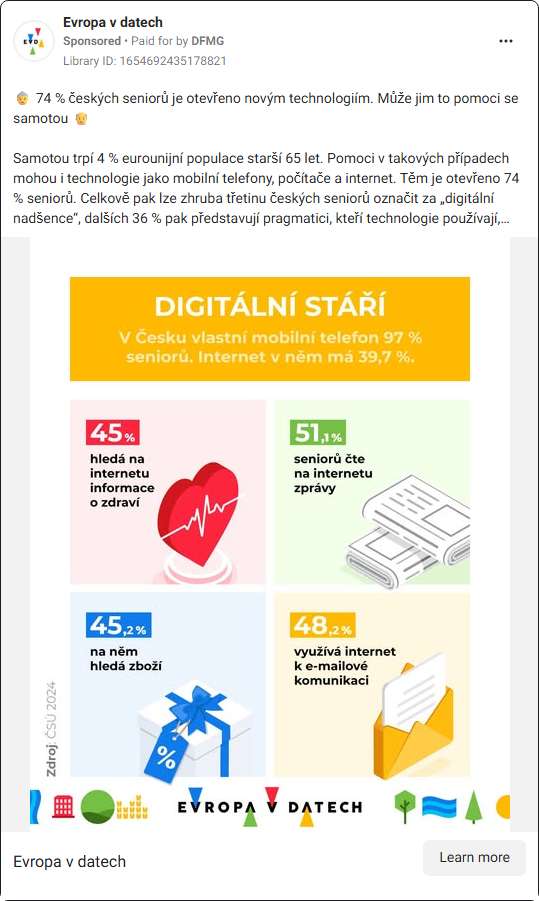 Evropa v datech
Sponsored • Paid for by DFMG
Library ID: 1654692435178821
74 % českých seniorů je otevřeno novým technologiím. Může jim to pomoci se
samotou
Samotou trpí 4 % eurounijní populace starší 65 let. Pomoci v takových případech
mohou i technologie jako mobilní telefony, počítače a internet. Těm je otevřeno 74
% seniorů. Celkově pak lze zhruba třetinu českých seniorů označit za „digitální
nadšence“, dalších 36 % pak představují pragmatici, kteří technologie používají,...
DIGITÁLNÍ STÁŘÍ
V Česku vlastní mobilní telefon 97 %
seniorů. Internet v něm má 39,7 %.
45 %
hledá na
internetu
informace
o zdraví
51,1 %
seniorů čte
na internetu
zprávy
45,2 %
na něm
hledá zboží
48,2 %
využívá internet
k e-mailové
komunikaci
%
Zdroj: ČSÚ 2024
EVROPA V DATECH
Evropa v datech
Learn more